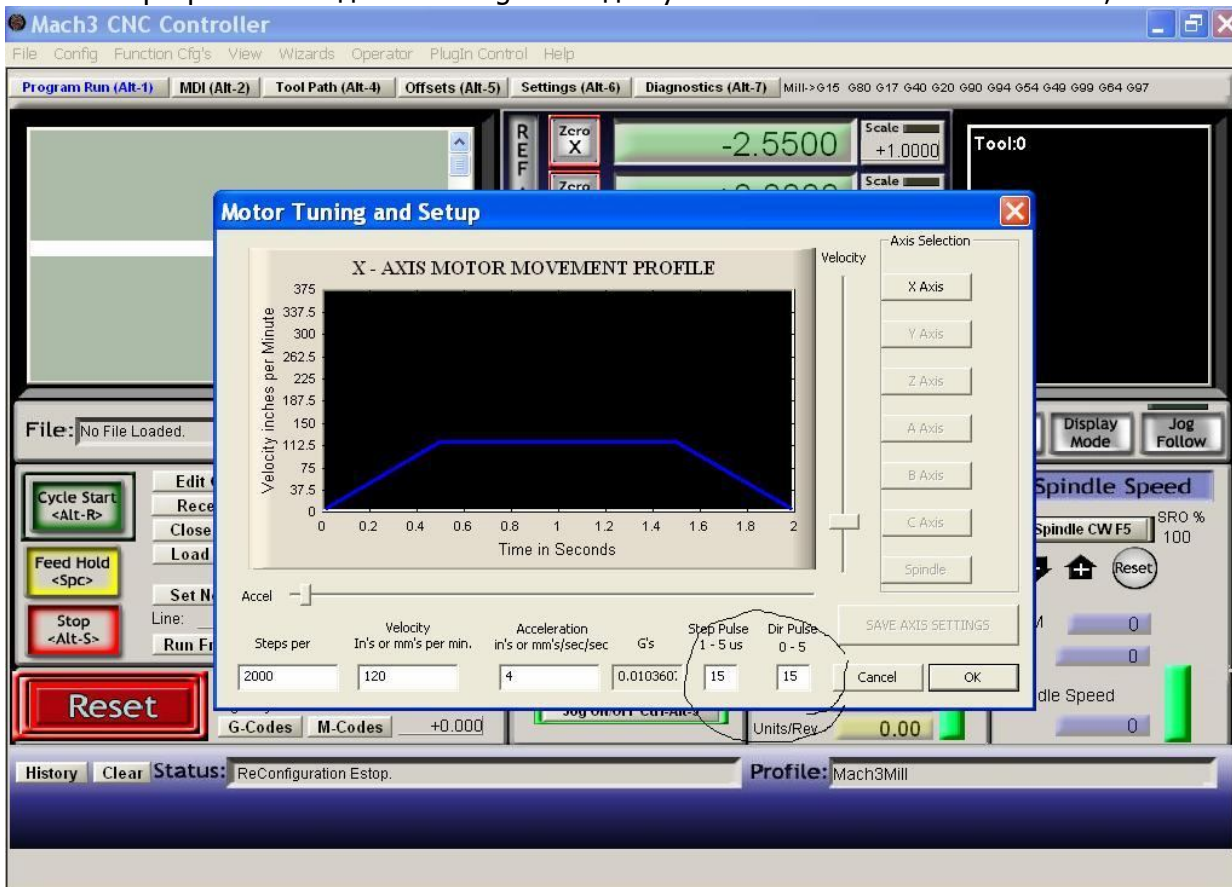 Mach3 CNC Controller
File Config Function Cfg's View Wizards Operator PlugIn Control Help
Program Run (Alt-1) MDI (Alt-2) Tool Path (Alt-4) Offsets (Alt-5) Settings (Alt-6) Diagnostics (Alt-7) Mill->G15 G80 G17 G40 G20 G90 G94 G54 G49 G99 G64 G97
REF
Zero X
-2.5500
Scale
+1.0000
Tool:0
Zero
Scale
Motor Tuning and Setup
X - AXIS MOTOR MOVEMENT PROFILE
Velocity inches per Minute
375
337.5
300
262.5
225
187.5
150
112.5
75
37.5
0
0 0.2 0.4 0.6 0.8 1 1.2 1.4 1.6 1.8 2
Time in Seconds
Velocity
Axis Selection
X Axis
Y Axis
Z Axis
A Axis
B Axis
C Axis
Spindle
Accel
SAVE AXIS SETTINGS
Steps per
Velocity
In's or mm's per min.
Acceleration
in's or mm's/sec/sec
G's
Step Pulse
1 - 5 us
Dir Pulse
0 - 5
2000 120 4 0.010360 15 15 Cancel OK
File: No File Loaded.
Display Mode
Jog Follow
Cycle Start
<Alt-R>
Edit
Rece
Close
Load
Feed Hold
<Spc>
Set N
Stop
<Alt-S>
Line:
Run Fr
Spindle Speed
Spindle CW F5
SRO %
100
Reset
0
0
dle Speed
0
Reset
G-Codes M-Codes +0.000
Units/Rev 0.00
History Clear Status: ReConfiguration Estop. Profile: Mach3Mill